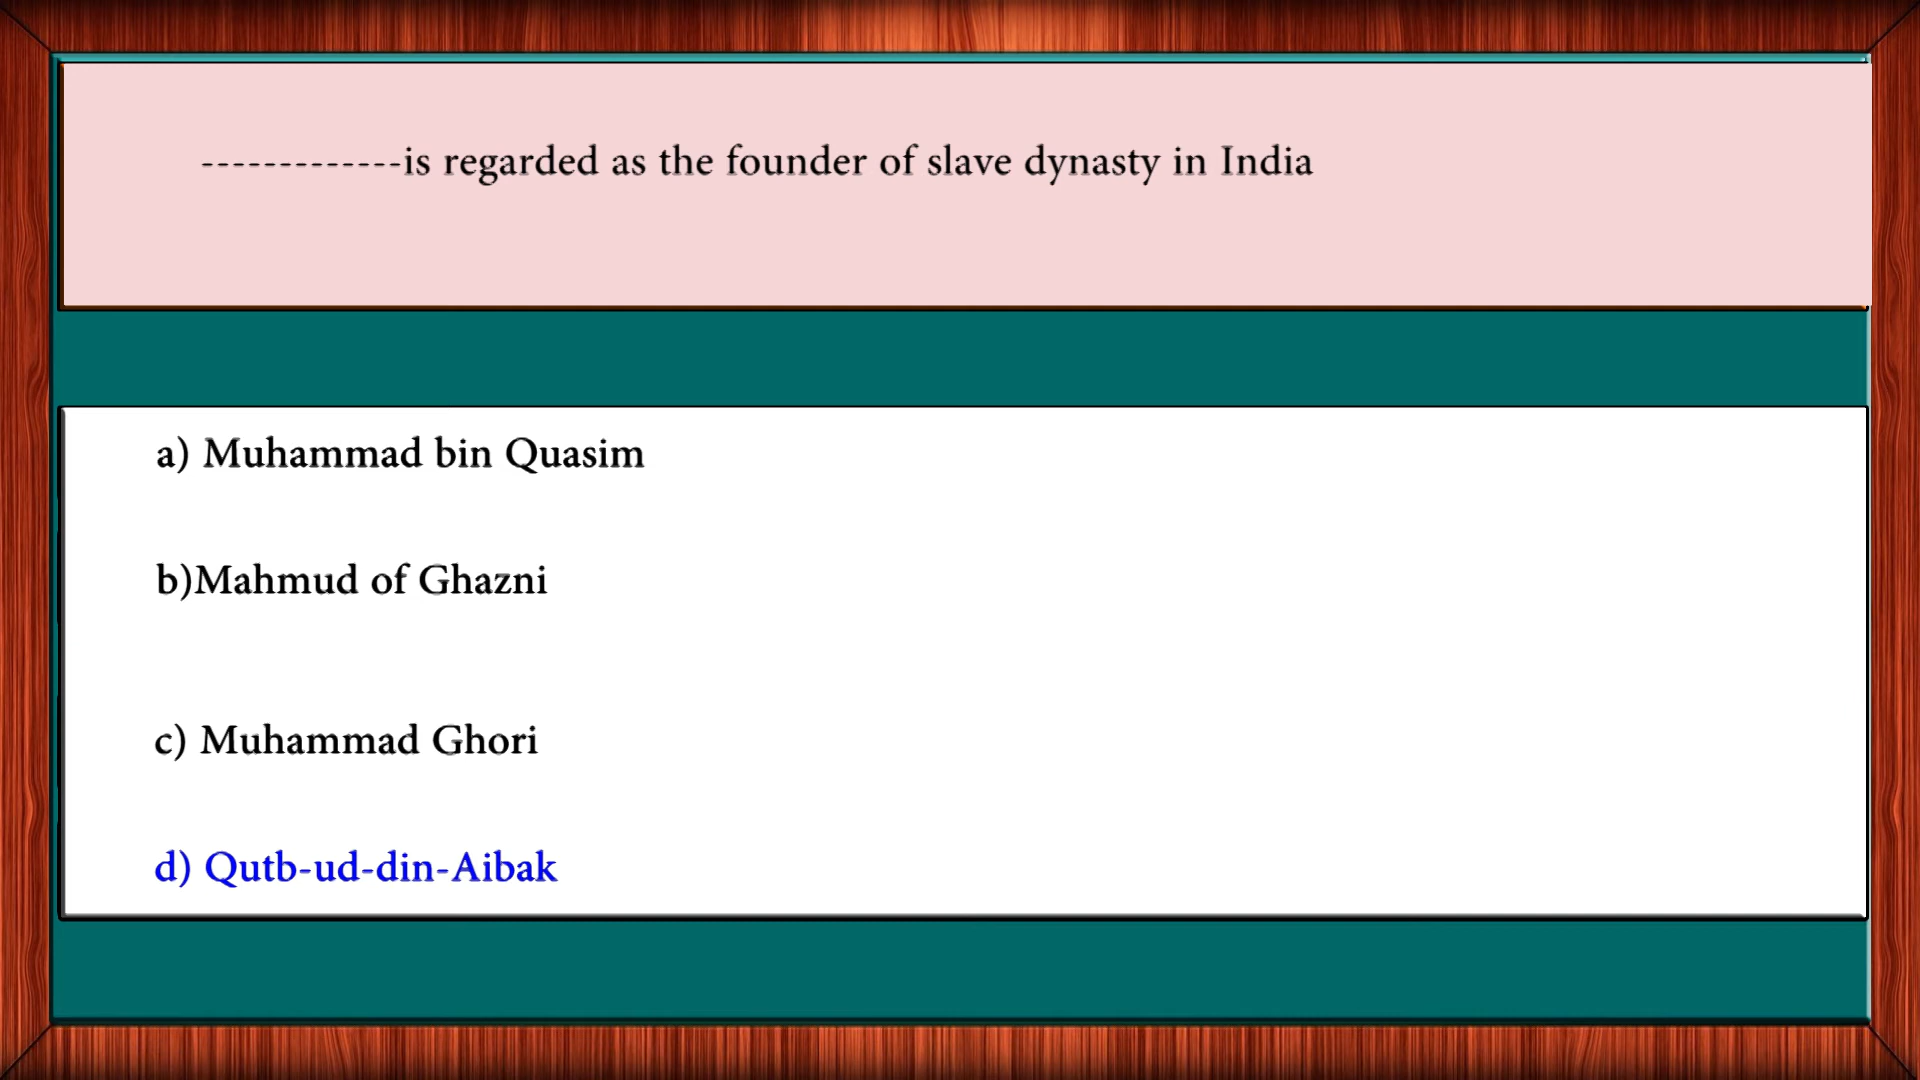 -------------is regarded as the founder of slave dynasty in India
a) Muhammad bin Quasim
b)Mahmud of Ghazni
c) Muhammad Ghori
d) Qutb-ud-din-Aibak